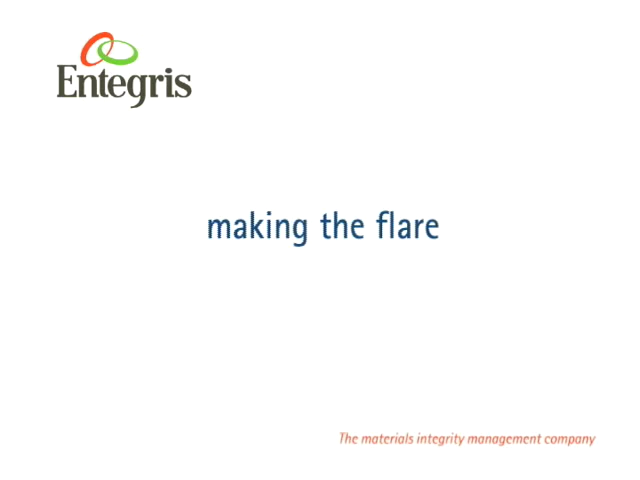 Entegris
making the flare
The materials integrity management company